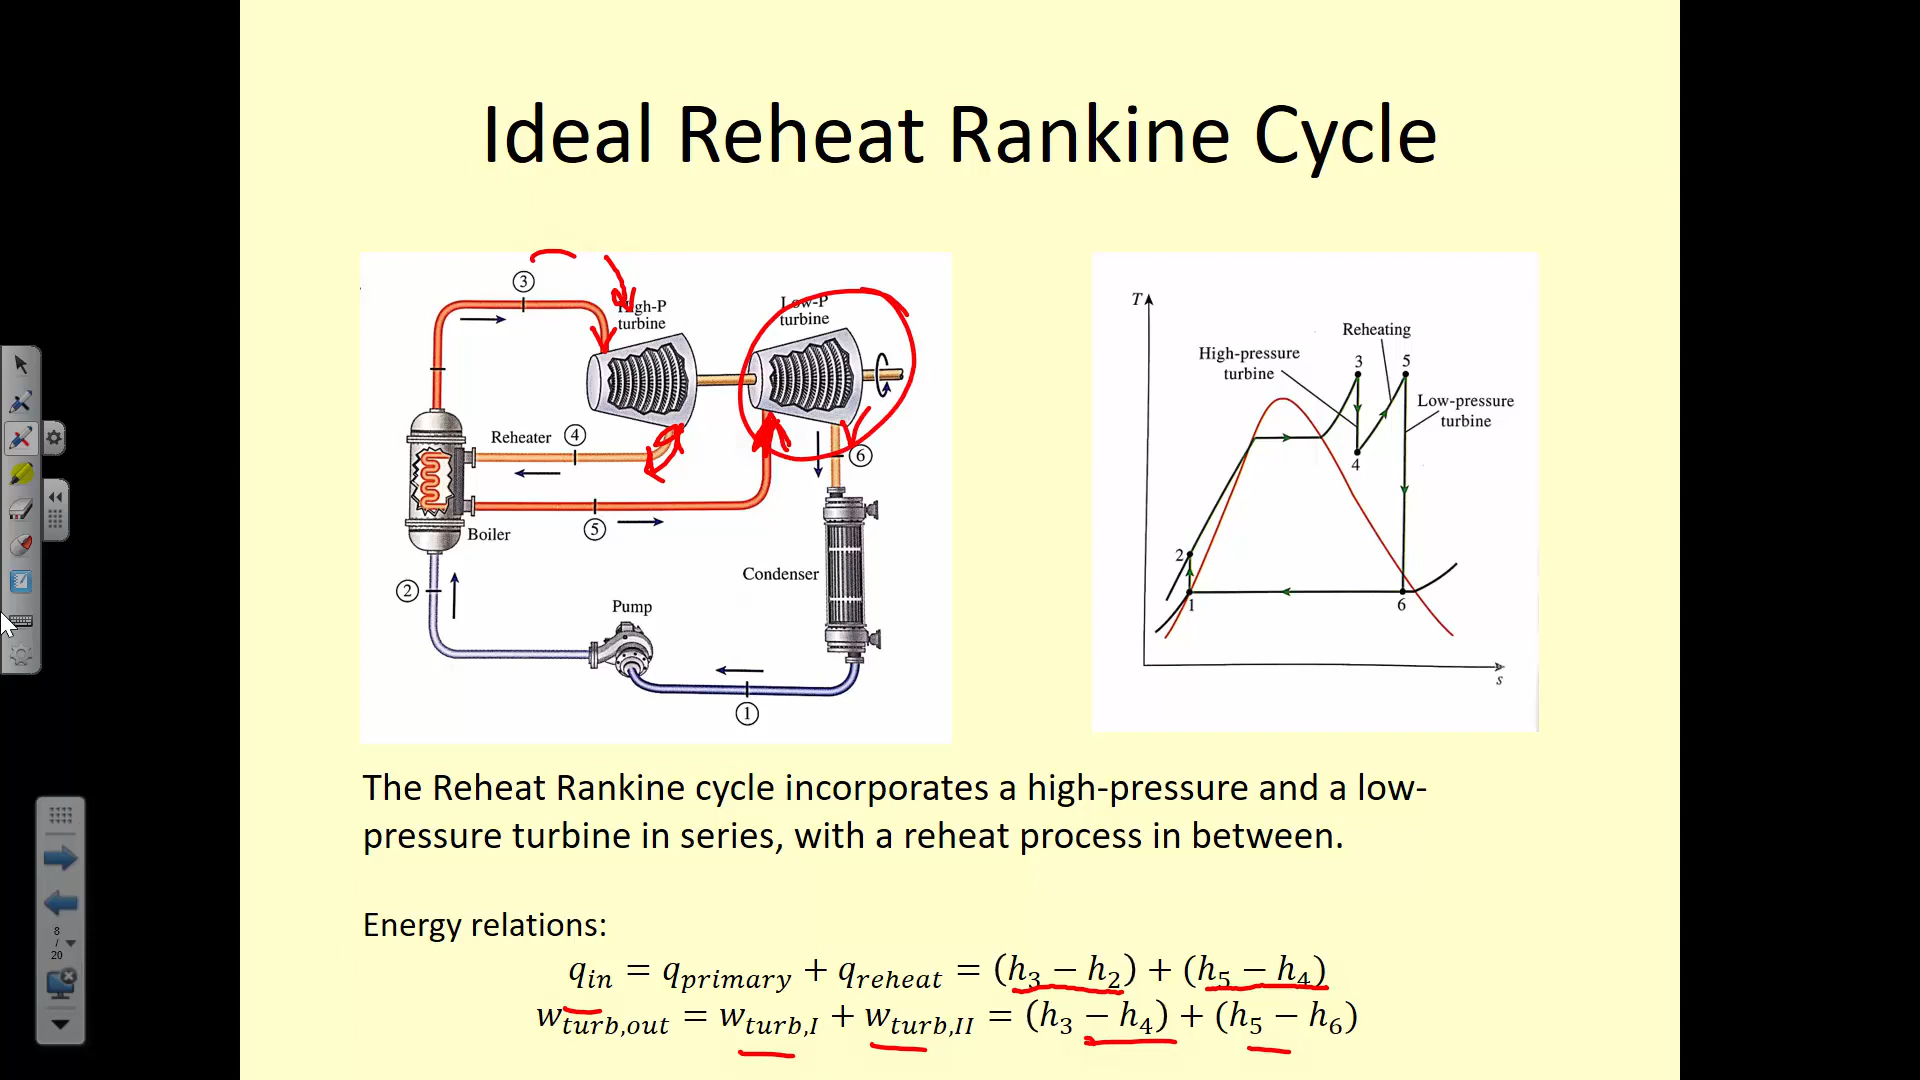 Ideal Reheat Rankine Cycle
3
High-P
turbine
Low-P
turbine
Reheater
4
6
5
Boiler
Condenser
2
Pump
1
T
Reheating
High-pressure
turbine
3
5
Low-pressure
turbine
4
2
1
6
s
The Reheat Rankine cycle incorporates a high-pressure and a low-
pressure turbine in series, with a reheat process in between.
Energy relations:
q_in = q_primary + q_reheat = (h_3 − h_2) + (h_5 − h_4)
w_turb,out = w_turb,I + w_turb,II = (h_3 − h_4) + (h_5 − h_6)
8
/
20